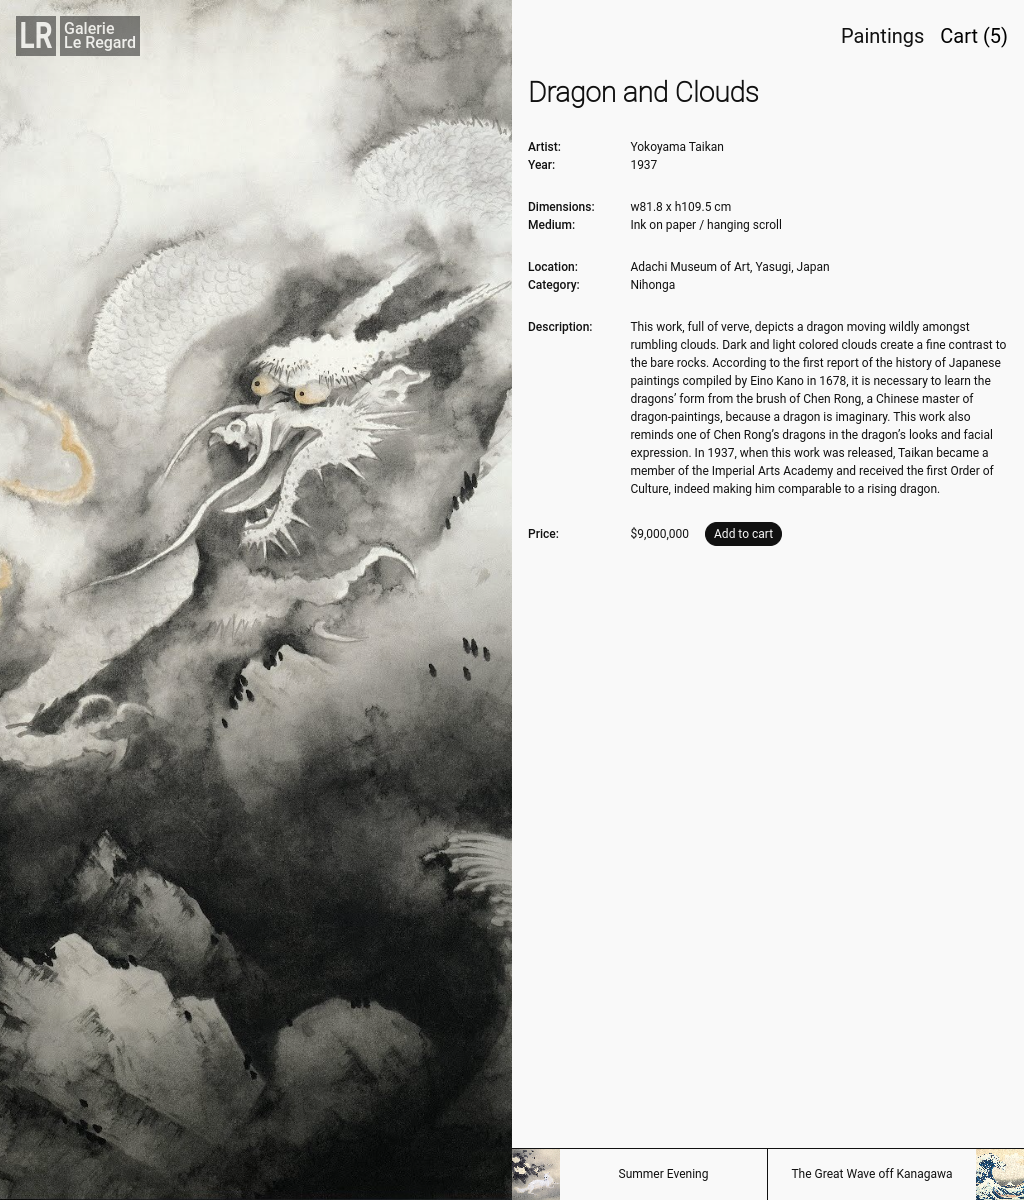 LR
Galerie
Le Regard
Paintings Cart (5)
Dragon and Clouds
Artist: Yokoyama Taikan
Year: 1937
Dimensions: w81.8 x h109.5 cm
Medium: Ink on paper / hanging scroll
Location: Adachi Museum of Art, Yasugi, Japan
Category: Nihonga
Description: This work, full of verve, depicts a dragon moving wildly amongst
rumbling clouds. Dark and light colored clouds create a fine contrast to
the bare rocks. According to the first report of the history of Japanese
paintings compiled by Eino Kano in 1678, it is necessary to learn the
dragons’ form from the brush of Chen Rong, a Chinese master of
dragon-paintings, because a dragon is imaginary. This work also
reminds one of Chen Rong’s dragons in the dragon’s looks and facial
expression. In 1937, when this work was released, Taikan became a
member of the Imperial Arts Academy and received the first Order of
Culture, indeed making him comparable to a rising dragon.
Price: $9,000,000 Add to cart
Summer Evening The Great Wave off Kanagawa